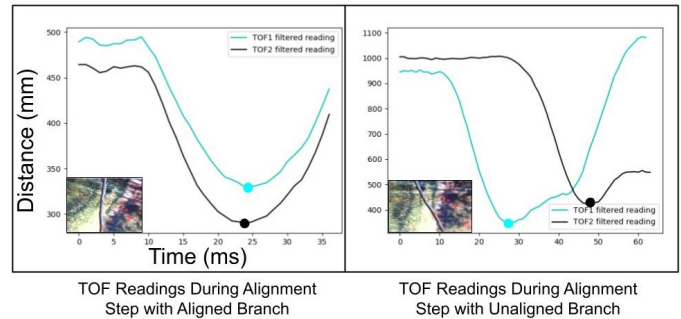 500
450
400
350
300
0
5
10
15
20
25
30
35
TOF1 filtered reading
TOF2 filtered reading
Distance (mm)
Time (ms)
1100
1000
900
800
700
600
500
400
0
10
20
30
40
50
60
TOF1 filtered reading
TOF2 filtered reading
TOF Readings During Alignment
Step with Aligned Branch
TOF Readings During Alignment
Step with Unaligned Branch